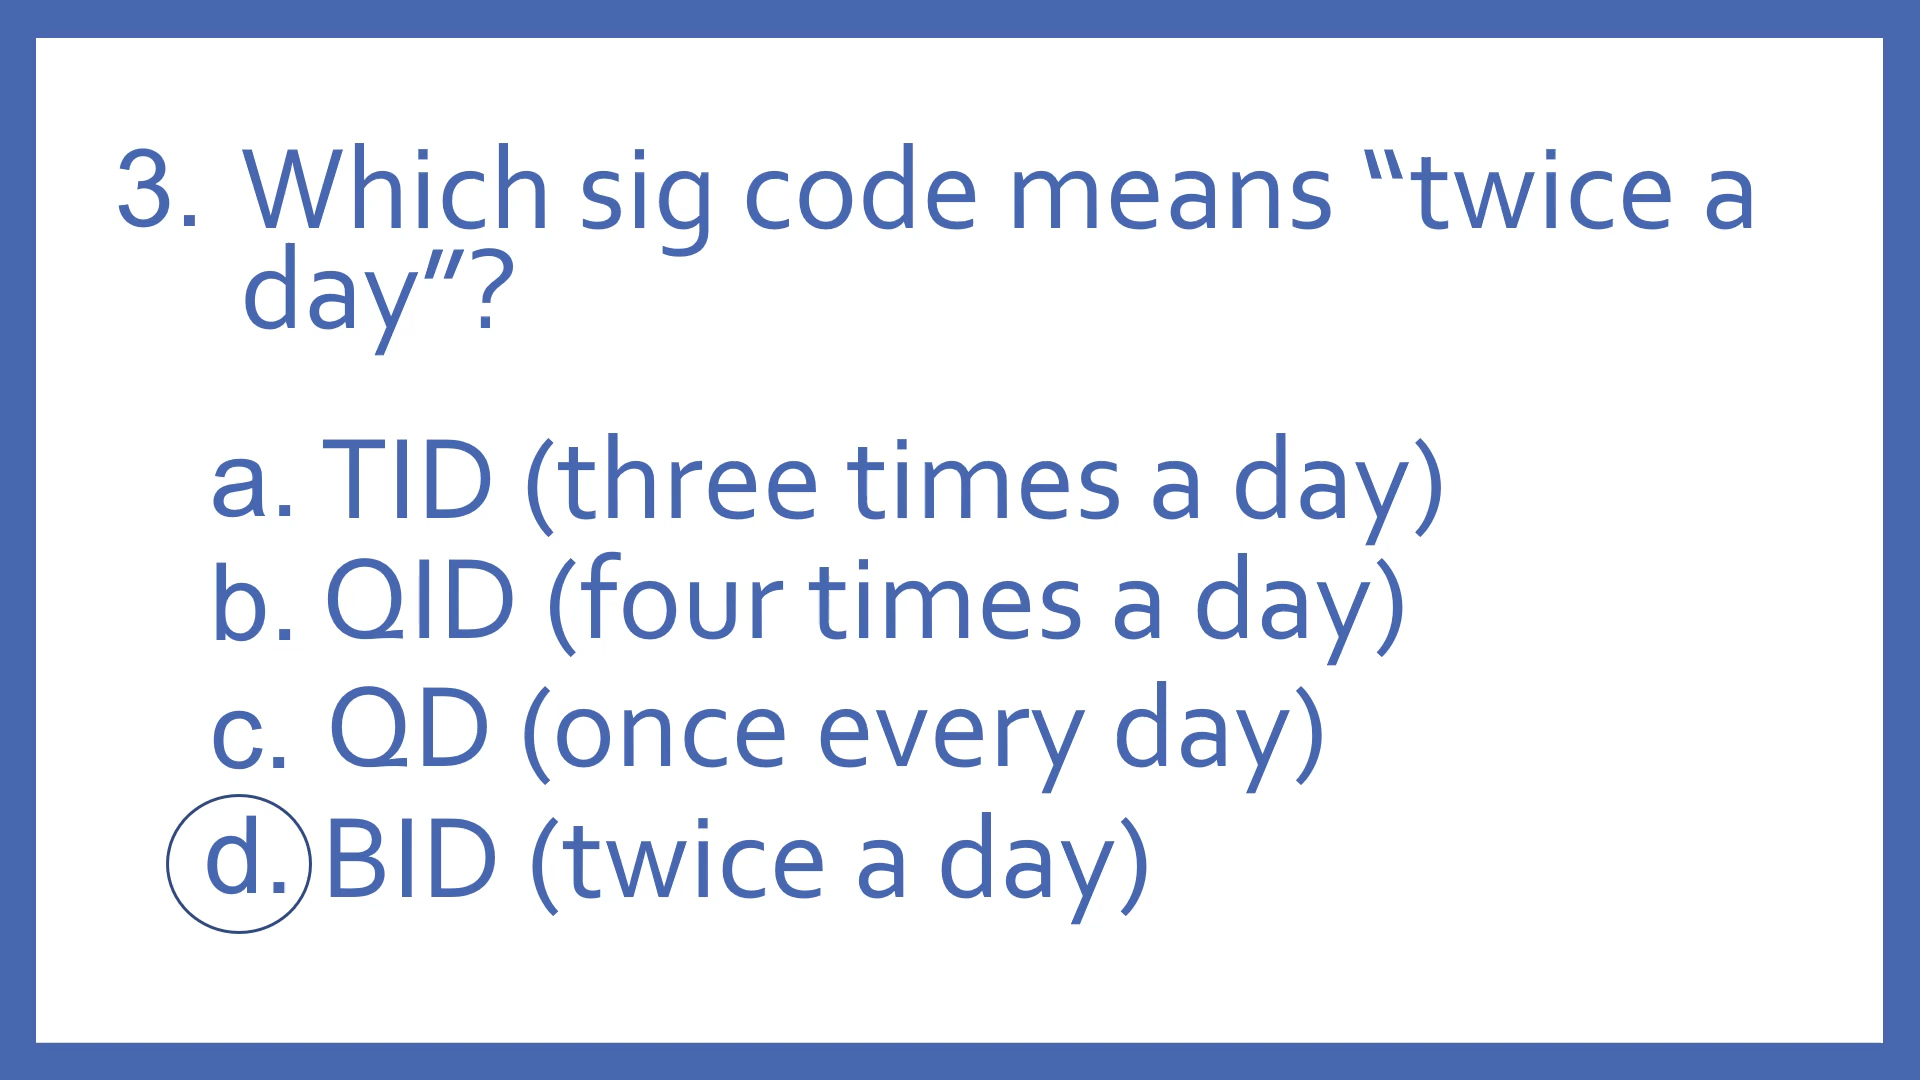 3. Which sig code means “twice a
day”?
a. TID (three times a day)
b. QID (four times a day)
c. QD (once every day)
d. BID (twice a day)